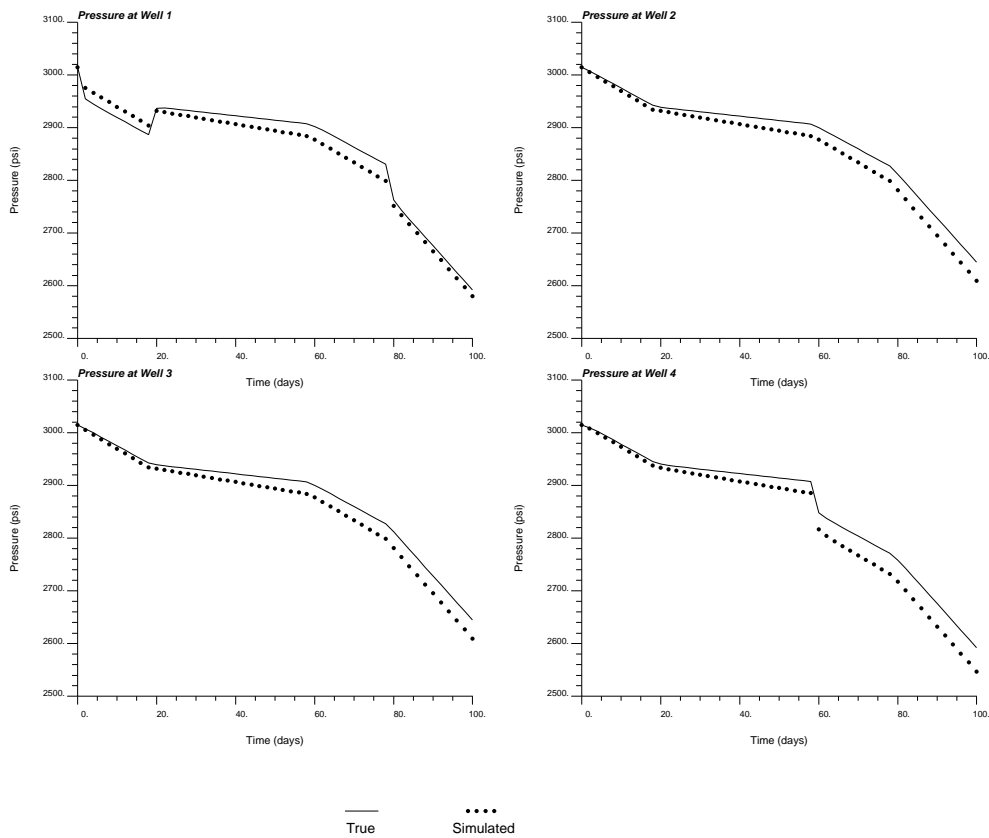 Pressure at Well 1
Pressure (psi)
3100.
3000.
2900.
2800.
2700.
2600.
2500.
0. 20. 40. 60. 80. 100.
Time (days)
Pressure at Well 2
Pressure (psi)
3100.
3000.
2900.
2800.
2700.
2600.
2500.
0. 20. 40. 60. 80. 100.
Time (days)
Pressure at Well 3
Pressure (psi)
3100.
3000.
2900.
2800.
2700.
2600.
2500.
0. 20. 40. 60. 80. 100.
Time (days)
Pressure at Well 4
Pressure (psi)
3100.
3000.
2900.
2800.
2700.
2600.
2500.
0. 20. 40. 60. 80. 100.
Time (days)
True Simulated